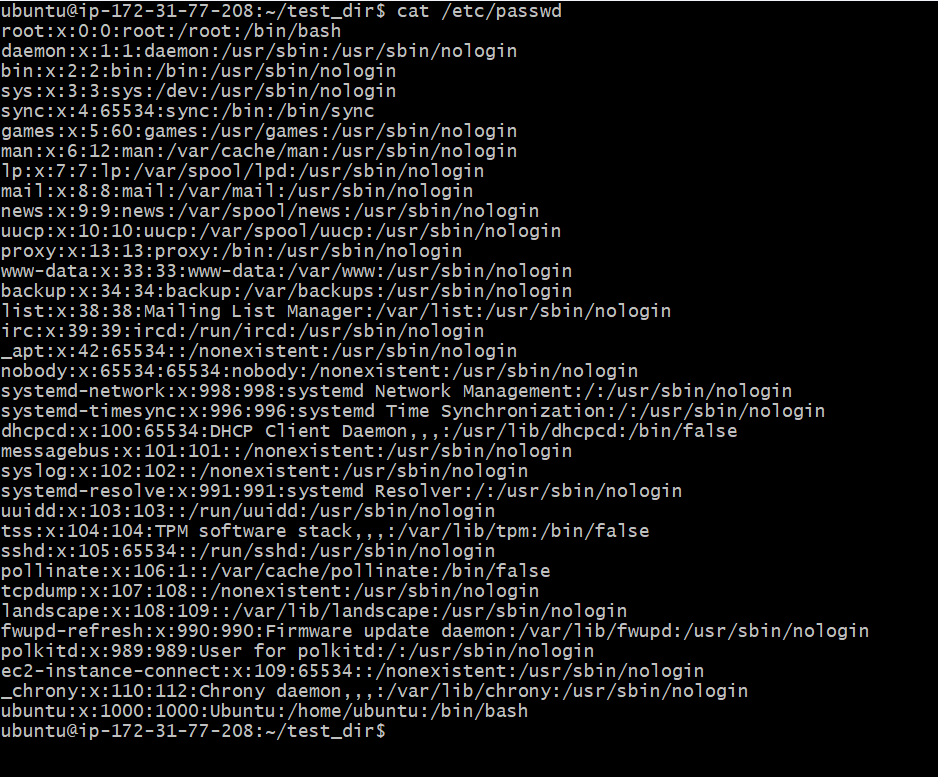 ubuntu@ip-172-31-77-208:~/test_dir$ cat /etc/passwd
root:x:0:0:root:/root:/bin/bash
daemon:x:1:1:daemon:/usr/sbin:/usr/sbin/nologin
bin:x:2:2:bin:/bin:/usr/sbin/nologin
sys:x:3:3:sys:/dev:/usr/sbin/nologin
sync:x:4:65534:sync:/bin:/bin/sync
games:x:5:60:games:/usr/games:/usr/sbin/nologin
man:x:6:12:man:/var/cache/man:/usr/sbin/nologin
lp:x:7:7:lp:/var/spool/lpd:/usr/sbin/nologin
mail:x:8:8:mail:/var/mail:/usr/sbin/nologin
news:x:9:9:news:/var/spool/news:/usr/sbin/nologin
uucp:x:10:10:uucp:/var/spool/uucp:/usr/sbin/nologin
proxy:x:13:13:proxy:/bin:/usr/sbin/nologin
www-data:x:33:33:www-data:/var/www:/usr/sbin/nologin
backup:x:34:34:backup:/var/backups:/usr/sbin/nologin
list:x:38:38:Mailing List Manager:/var/list:/usr/sbin/nologin
irc:x:39:39:ircd:/run/ircd:/usr/sbin/nologin
_apt:x:42:65534::/nonexistent:/usr/sbin/nologin
nobody:x:65534:65534:nobody:/nonexistent:/usr/sbin/nologin
systemd-network:x:998:998:systemd Network Management:/:/usr/sbin/nologin
systemd-timesync:x:996:996:systemd Time Synchronization:/:/usr/sbin/nologin
dhcpcd:x:100:65534:DHCP Client Daemon,,,:/usr/lib/dhcpcd:/bin/false
messagebus:x:101:101::/nonexistent:/usr/sbin/nologin
syslog:x:102:102::/nonexistent:/usr/sbin/nologin
systemd-resolve:x:991:991:systemd Resolver:/:/usr/sbin/nologin
uuidd:x:103:103::/run/uuidd:/usr/sbin/nologin
tss:x:104:104:TPM software stack,,,:/var/lib/tpm:/bin/false
sshd:x:105:65534::/run/sshd:/usr/sbin/nologin
pollinate:x:106:1::/var/cache/pollinate:/bin/false
tcpdump:x:107:108::/nonexistent:/usr/sbin/nologin
landscape:x:108:109::/var/lib/landscape:/usr/sbin/nologin
fwupd-refresh:x:990:990:Firmware update daemon:/var/lib/fwupd:/usr/sbin/nologin
polkitd:x:989:989:User for polkitd:/:/usr/sbin/nologin
ec2-instance-connect:x:109:65534::/nonexistent:/usr/sbin/nologin
_chrony:x:110:112:Chrony daemon,,,:/var/lib/chrony:/usr/sbin/nologin
ubuntu:x:1000:1000:Ubuntu:/home/ubuntu:/bin/bash
ubuntu@ip-172-31-77-208:~/test_dir$